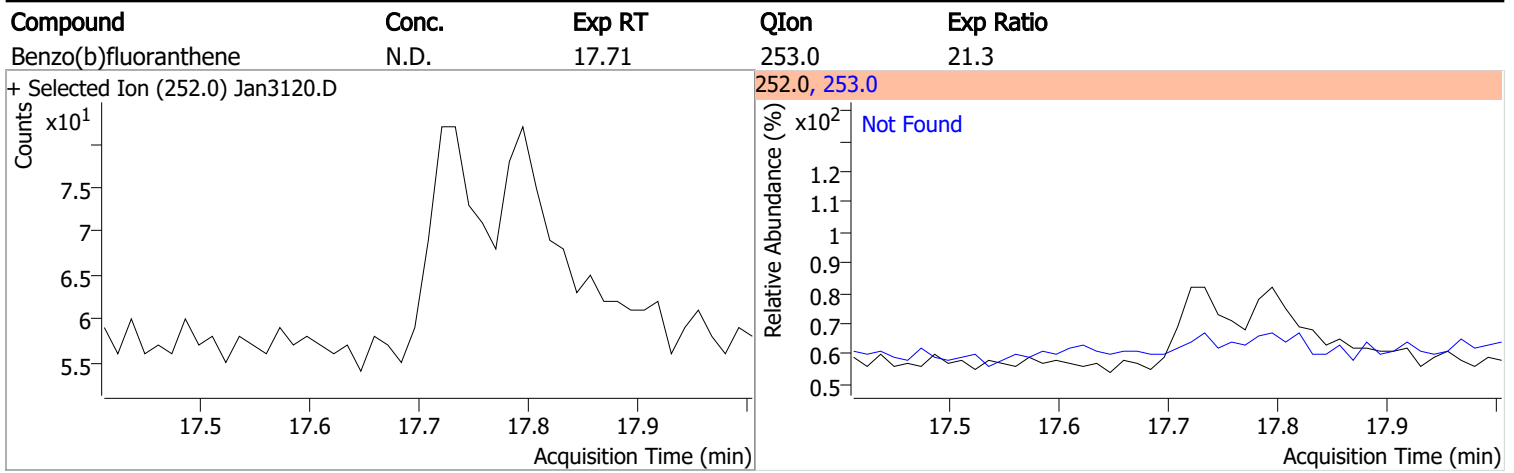 Compound Conc. Exp RT QIon Exp Ratio
Benzo(b)fluoranthene N.D. 17.71 253.0 21.3
+ Selected Ion (252.0) Jan3120.D
Counts
x10¹
7.5
7
6.5
6
5.5
17.5 17.6 17.7 17.8 17.9
Acquisition Time (min)
252.0, 253.0
Relative Abundance (%)
x10²
Not Found
1.2
1.1
1
0.9
0.8
0.7
0.6
0.5
17.5 17.6 17.7 17.8 17.9
Acquisition Time (min)